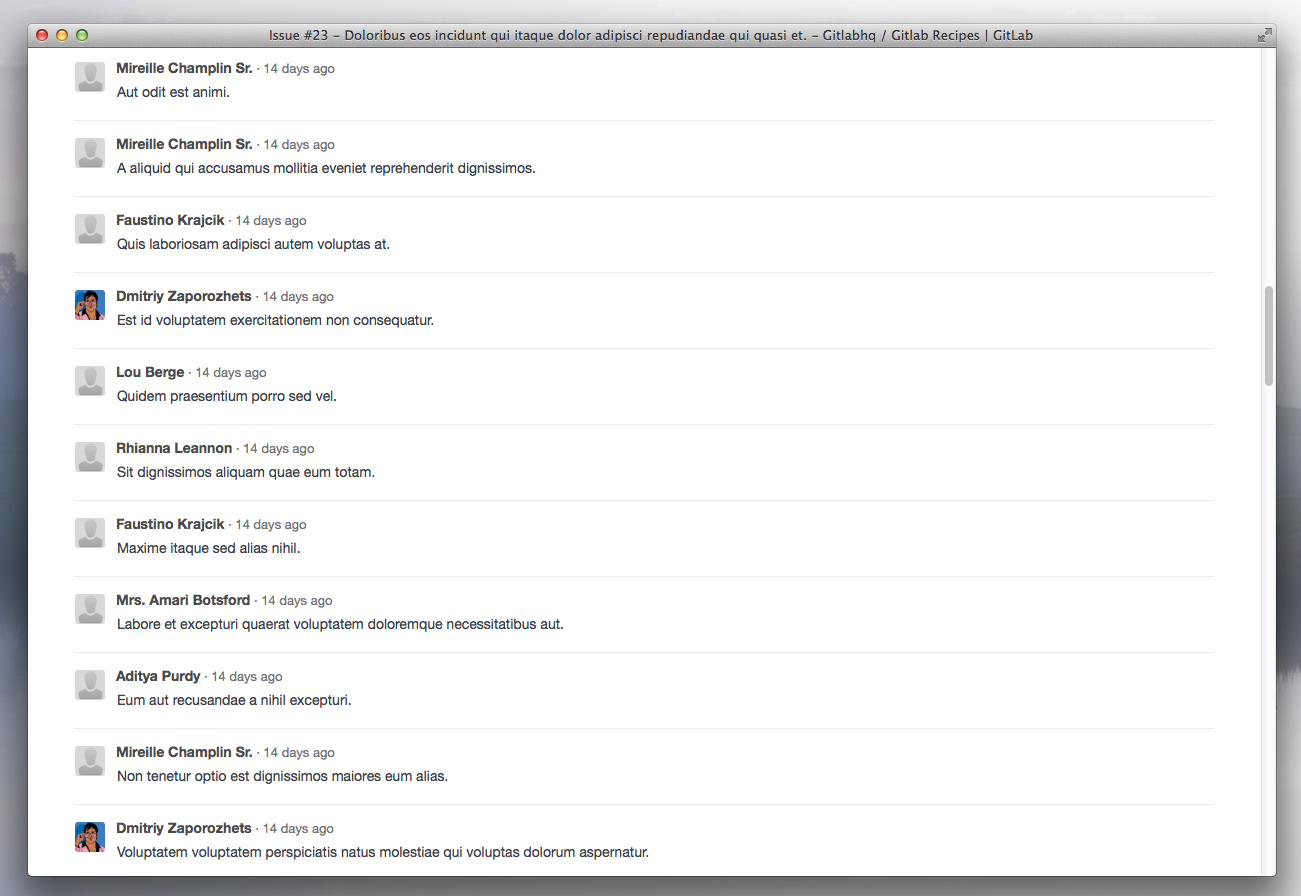 Issue #23 – Doloribus eos incidunt qui itaque dolor adipisci repudiandae qui quasi et. – Gitlabhq / Gitlab Recipes | GitLab
Mireille Champlin Sr. · 14 days ago
Aut odit est animi.
Mireille Champlin Sr. · 14 days ago
A aliquid qui accusamus mollitia eveniet reprehenderit dignissimos.
Faustino Krajcik · 14 days ago
Quis laboriosam adipisci autem voluptas at.
Dmitriy Zaporozhets · 14 days ago
Est id voluptatem exercitationem non consequatur.
Lou Berge · 14 days ago
Quidem praesentium porro sed vel.
Rhianna Leannon · 14 days ago
Sit dignissimos aliquam quae eum totam.
Faustino Krajcik · 14 days ago
Maxime itaque sed alias nihil.
Mrs. Amari Botsford · 14 days ago
Labore et excepturi quaerat voluptatem doloremque necessitatibus aut.
Aditya Purdy · 14 days ago
Eum aut recusandae a nihil excepturi.
Mireille Champlin Sr. · 14 days ago
Non tenetur optio est dignissimos maiores eum alias.
Dmitriy Zaporozhets · 14 days ago
Voluptatem voluptatem perspiciatis natus molestiae qui voluptas dolorum aspernatur.